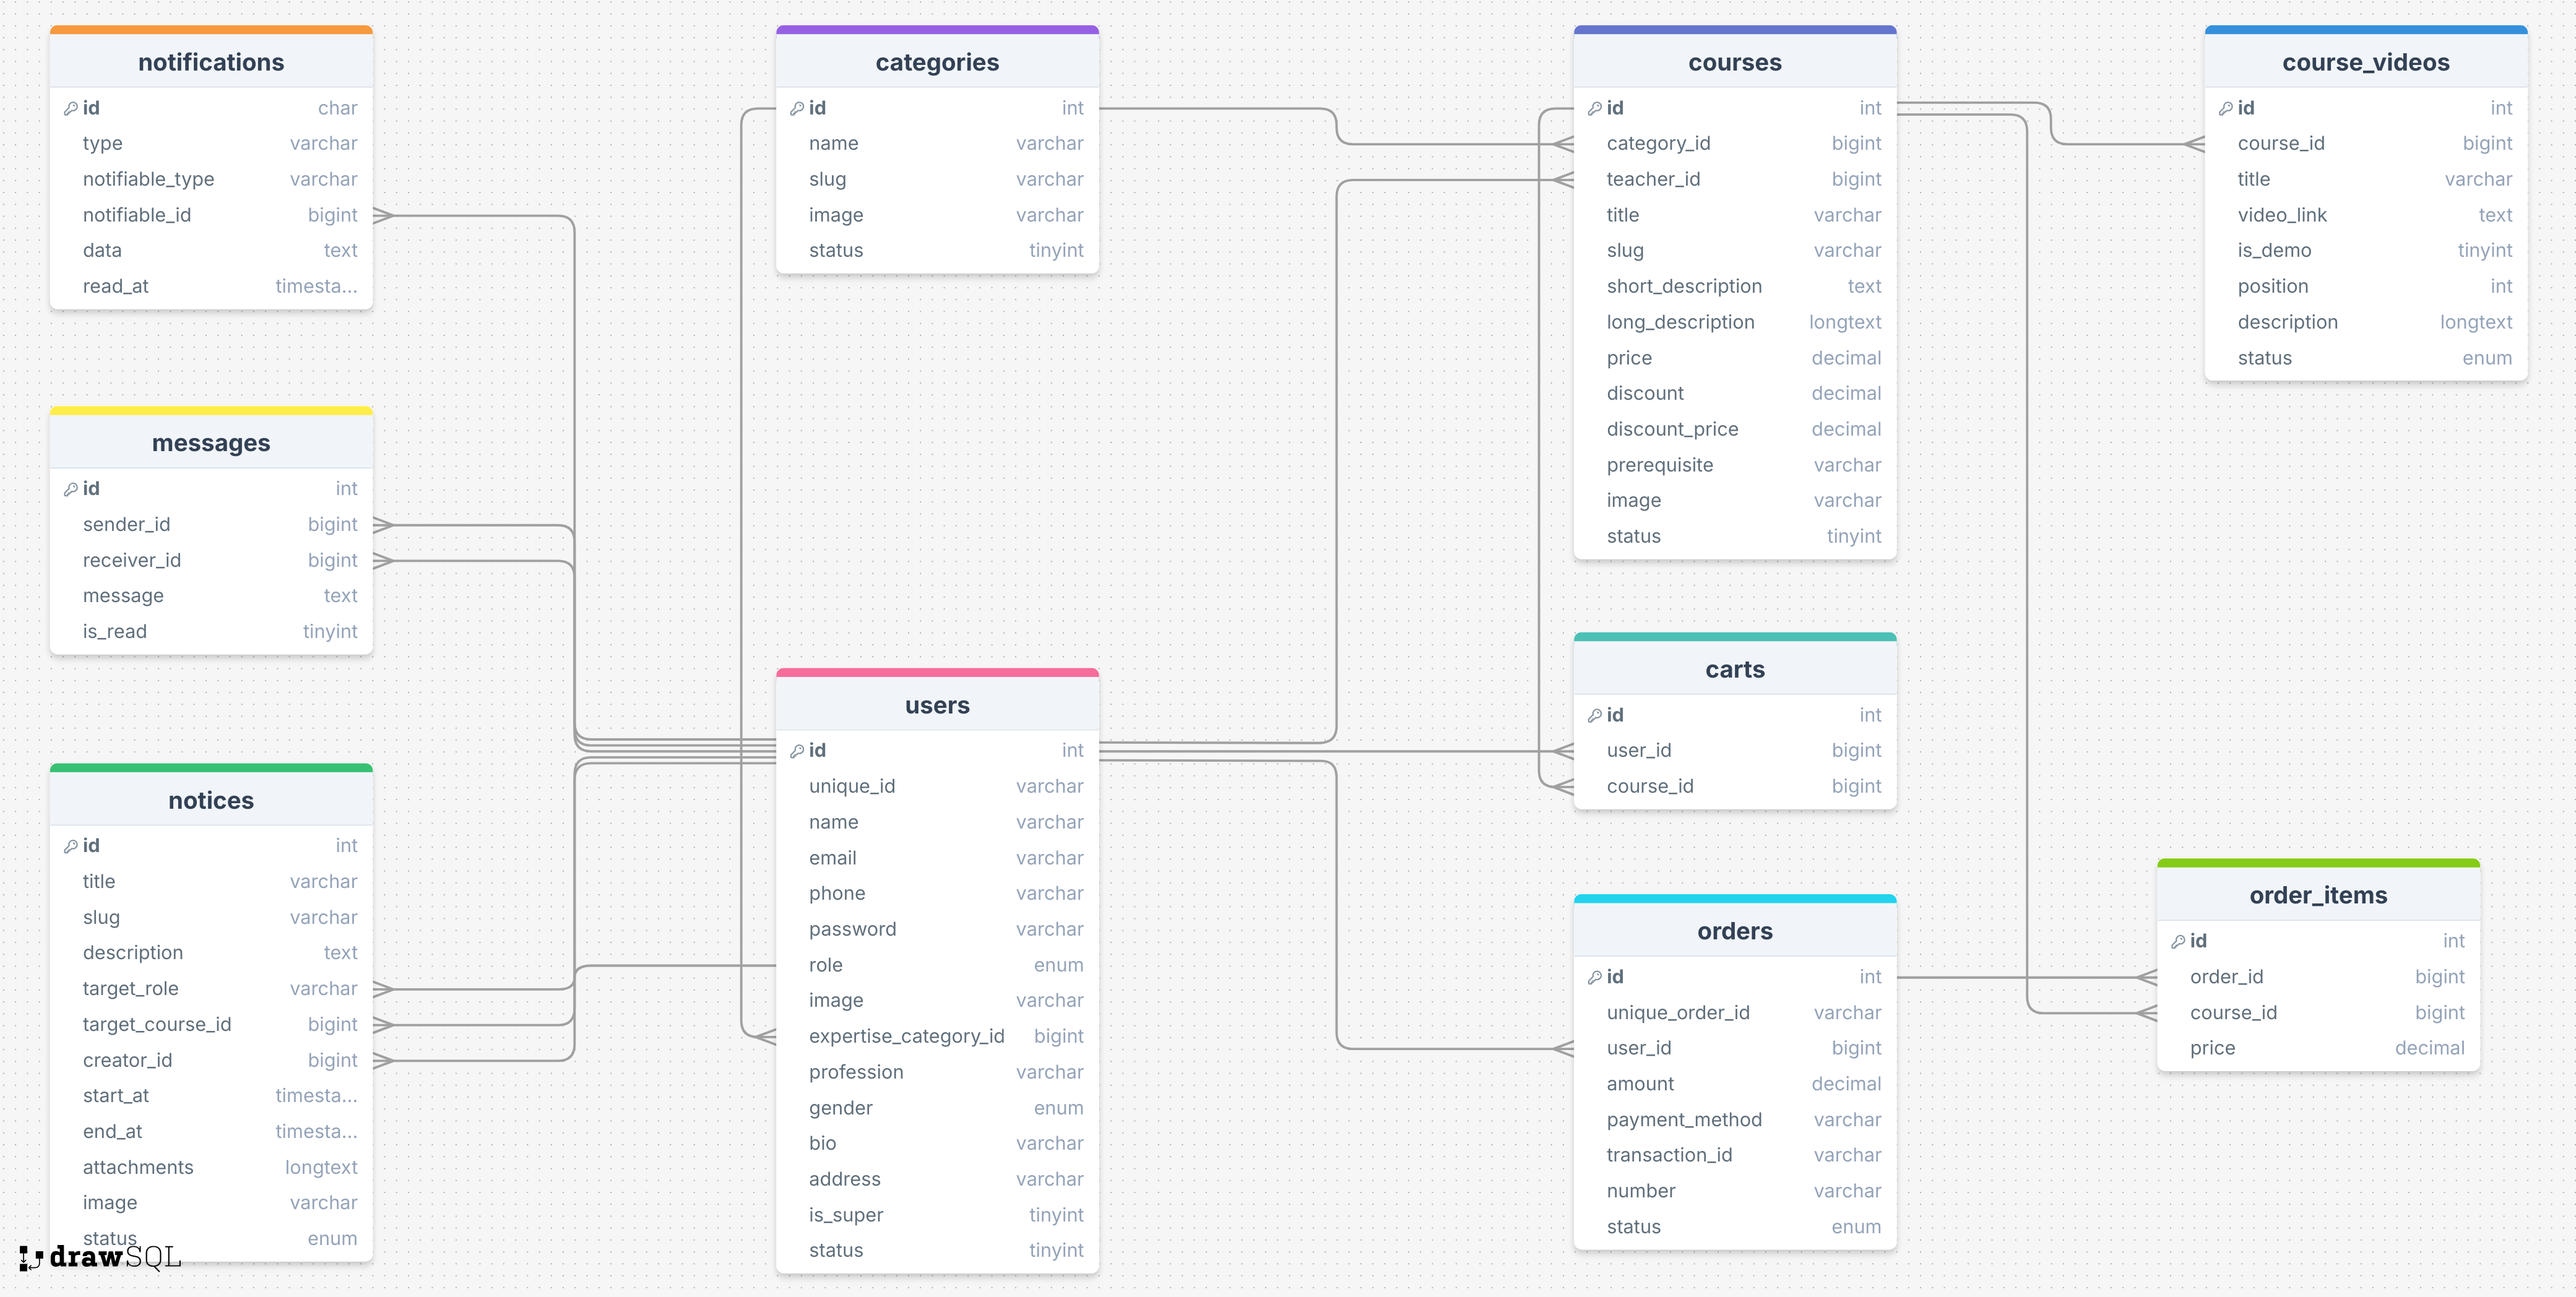 notifications
id char
type varchar
notifiable_type varchar
notifiable_id bigint
data text
read_at timesta...
messages
id int
sender_id bigint
receiver_id bigint
message text
is_read tinyint
notices
id int
title varchar
slug varchar
description text
target_role varchar
target_course_id bigint
creator_id bigint
start_at timesta...
end_at timesta...
attachments longtext
image varchar
status enum
drawSQL
categories
id int
name varchar
slug varchar
image varchar
status tinyint
users
id int
unique_id varchar
name varchar
email varchar
phone varchar
password varchar
role enum
image varchar
expertise_category_id bigint
profession varchar
gender enum
bio varchar
address varchar
is_super tinyint
status tinyint
courses
id int
category_id bigint
teacher_id bigint
title varchar
slug varchar
short_description text
long_description longtext
price decimal
discount decimal
discount_price decimal
prerequisite varchar
image varchar
status tinyint
carts
id int
user_id bigint
course_id bigint
orders
id int
unique_order_id varchar
user_id bigint
amount decimal
payment_method varchar
transaction_id varchar
number varchar
status enum
course_videos
id int
course_id bigint
title varchar
video_link text
is_demo tinyint
position int
description longtext
status enum
order_items
id int
order_id bigint
course_id bigint
price decimal